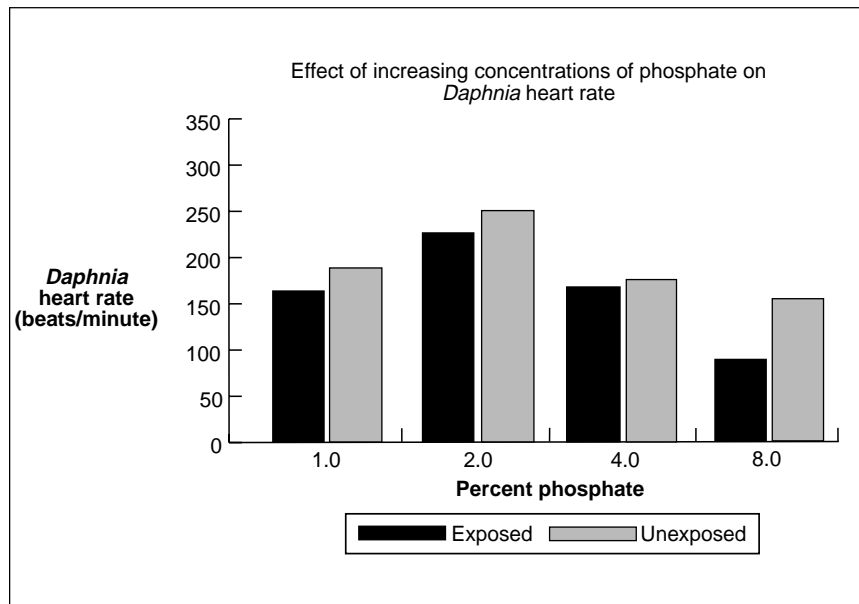 Effect of increasing concentrations of phosphate on
Daphnia heart rate
350
300
250
200
150
100
50
0
Daphnia
heart rate
(beats/minute)
1.0 2.0 4.0 8.0
Percent phosphate
Exposed Unexposed